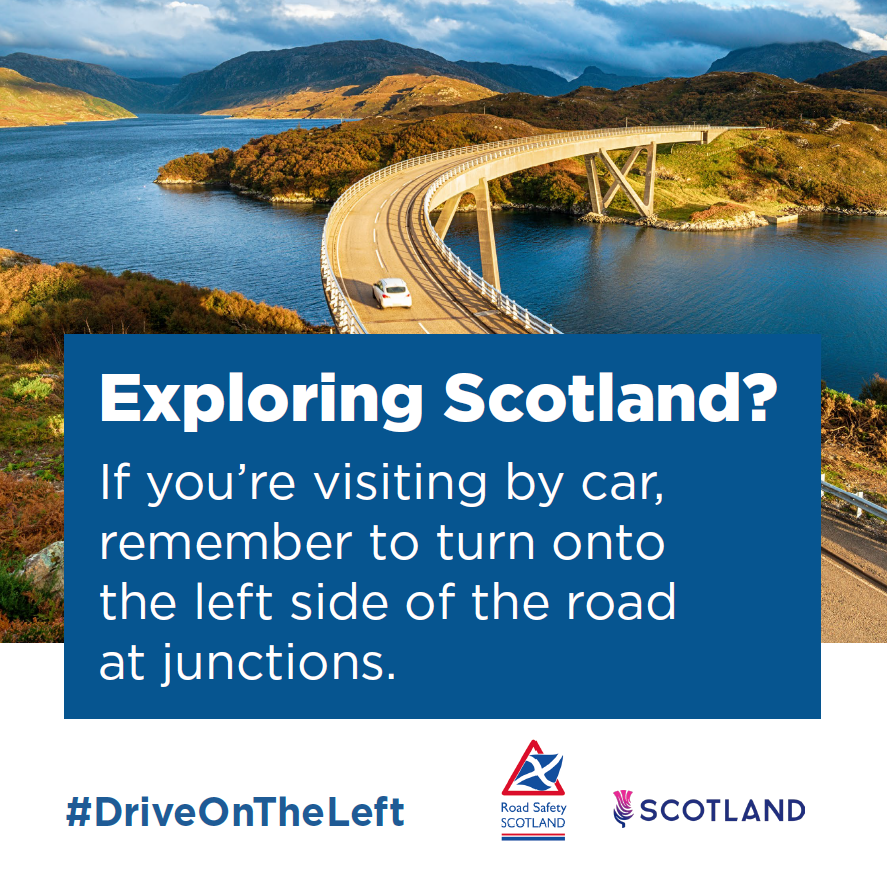 Exploring Scotland?
If you’re visiting by car,
remember to turn onto
the left side of the road
at junctions.
#DriveOnTheLeft
Road Safety
SCOTLAND
SCOTLAND